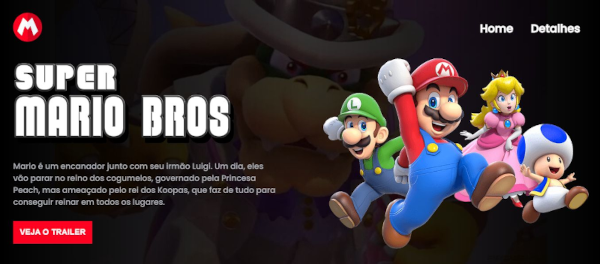 M
Home Detalhes
SUPER
MARIO BROS
Mario é um encanador junto com seu irmão Luigi. Um dia, eles
vão parar no reino dos cogumelos, governado pela Princesa
Peach, mas ameaçado pelo rei dos Koopas, que faz de tudo para
conseguir reinar em todos os lugares.
VEJA O TRAILER
M
L